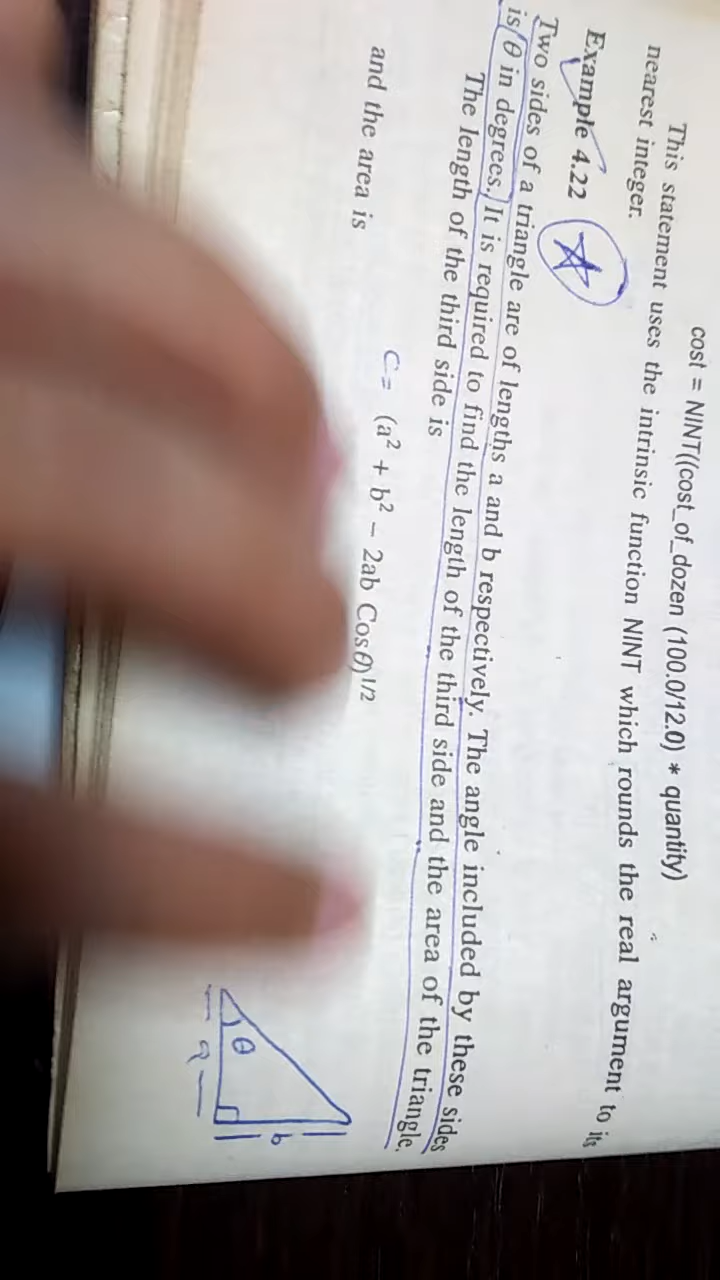 cost = NINT((cost_of_dozen (100.0/12.0) * quantity)
This statement uses the intrinsic function NINT which rounds the real argument to its
nearest integer.
Example 4.22
Two sides of a triangle are of lengths a and b respectively. The angle included by these sides
is θ in degrees. It is required to find the length of the third side and the area of the triangle.
The length of the third side is
C = (a² + b² – 2ab Cosθ)^1/2
and the area is
θ
b
a